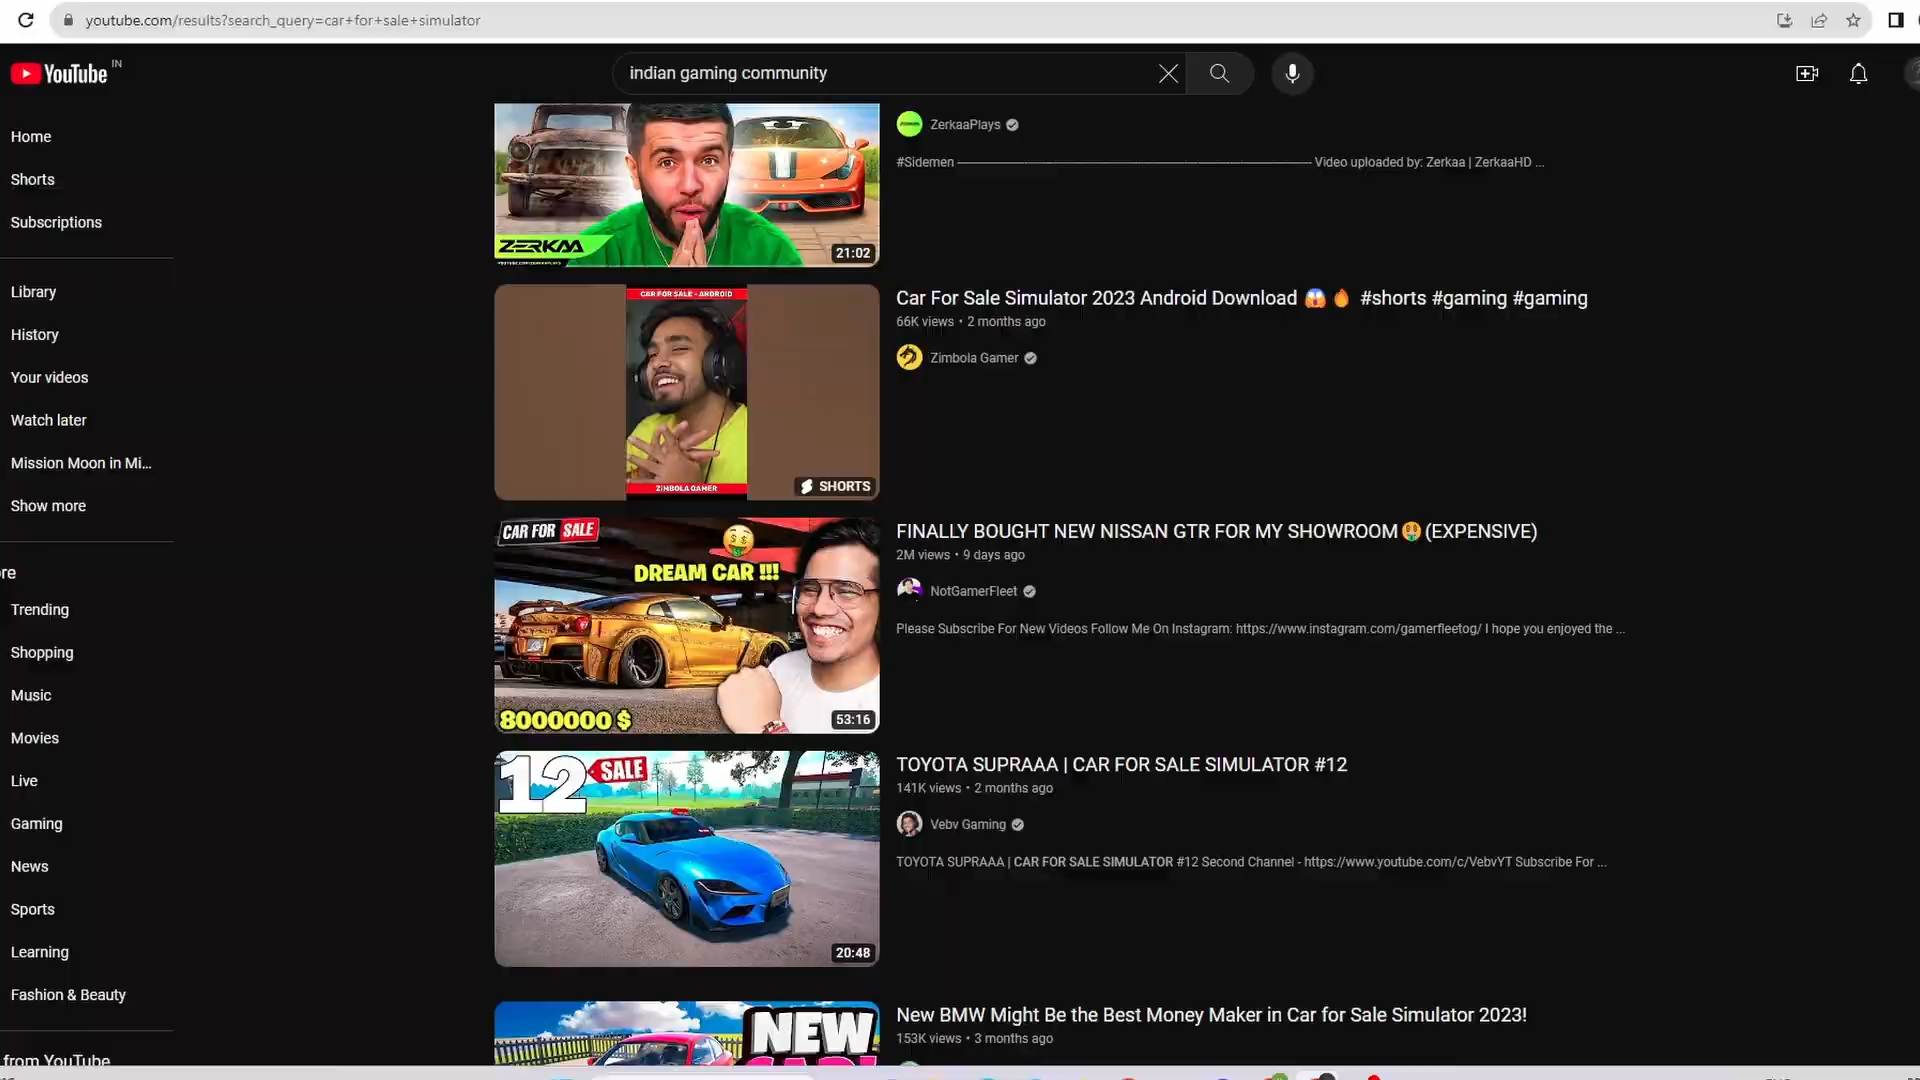 youtube.com/results?search_query=car+for+sale+simulator
YouTube IN
indian gaming community
Home
Shorts
Subscriptions
Library
History
Your videos
Watch later
Mission Moon in Mi...
Show more
re
Trending
Shopping
Music
Movies
Live
Gaming
News
Sports
Learning
Fashion & Beauty
from YouTube
ZERKAA
21:02
ZerkaaPlays
#Sidemen ———————————————————————————— Video uploaded by: Zerkaa | ZerkaaHD ...
CAR FOR SALE - ANDROID
ZIMBOLA GAMER
SHORTS
Car For Sale Simulator 2023 Android Download 😱🔥 #shorts #gaming #gaming
66K views • 2 months ago
Zimbola Gamer
CAR FOR SALE
DREAM CAR !!!
8000000 $
53:16
FINALLY BOUGHT NEW NISSAN GTR FOR MY SHOWROOM🤑(EXPENSIVE)
2M views • 9 days ago
NotGamerFleet
Please Subscribe For New Videos Follow Me On Instagram: https://www.instagram.com/gamerfleetog/ I hope you enjoyed the ...
12 SALE
20:48
TOYOTA SUPRAAA | CAR FOR SALE SIMULATOR #12
141K views • 2 months ago
Vebv Gaming
TOYOTA SUPRAAA | CAR FOR SALE SIMULATOR #12 Second Channel - https://www.youtube.com/c/VebvYT Subscribe For ...
NEW
New BMW Might Be the Best Money Maker in Car for Sale Simulator 2023!
153K views • 3 months ago